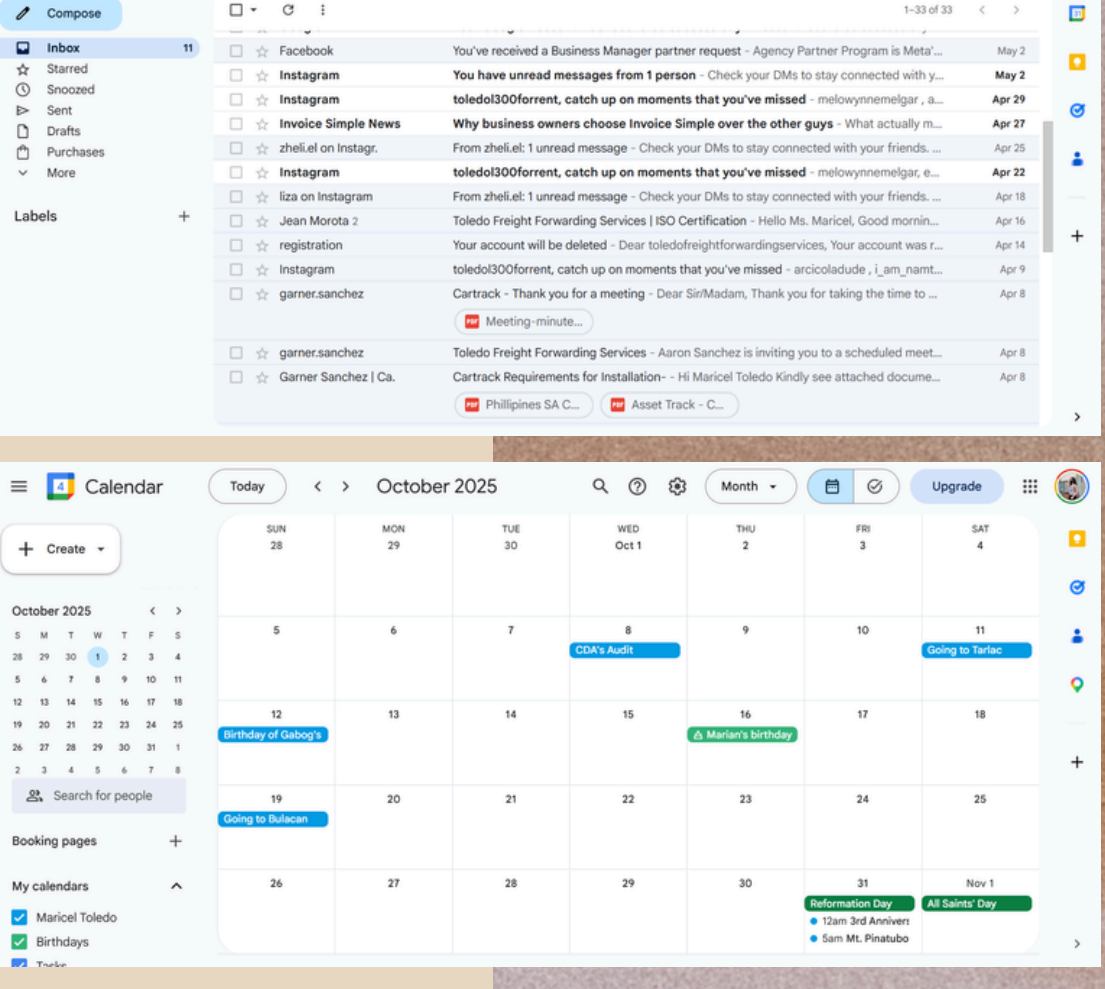 Compose
1–33 of 33
Inbox 11
Starred
Snoozed
Sent
Drafts
Purchases
More
Labels
Facebook You've received a Business Manager partner request - Agency Partner Program is Meta'... May 2
Instagram You have unread messages from 1 person - Check your DMs to stay connected with y... May 2
Instagram toledol300forrent, catch up on moments that you've missed - melowynnemelgar , a... Apr 29
Invoice Simple News Why business owners choose Invoice Simple over the other guys - What actually m... Apr 27
zheli.el on Instagr. From zheli.el: 1 unread message - Check your DMs to stay connected with your friends. ... Apr 25
Instagram toledol300forrent, catch up on moments that you've missed - melowynnemelgar, e... Apr 22
liza on Instagram From zheli.el: 1 unread message - Check your DMs to stay connected with your friends. ... Apr 18
Jean Morota 2 Toledo Freight Forwarding Services | ISO Certification - Hello Ms. Maricel, Good mornin... Apr 16
registration Your account will be deleted - Dear toledofreightforwardingservices, Your account was r... Apr 14
Instagram toledol300forrent, catch up on moments that you've missed - arcicoladude , i_am_namt... Apr 9
garner.sanchez Cartrack - Thank you for a meeting - Dear Sir/Madam, Thank you for taking the time to ... Apr 8
PDF Meeting-minute...
garner.sanchez Toledo Freight Forwarding Services - Aaron Sanchez is inviting you to a scheduled meet... Apr 8
Garner Sanchez | Ca. Cartrack Requirements for Installation- - Hi Maricel Toledo Kindly see attached docume... Apr 8
PDF Phillipines SA C... PDF Asset Track - C...
4 Calendar Today October 2025 Month Upgrade
Create
October 2025
S M T W T F S
28 29 30 1 2 3 4
5 6 7 8 9 10 11
12 13 14 15 16 17 18
19 20 21 22 23 24 25
26 27 28 29 30 31 1
2 3 4 5 6 7 8
Search for people
Booking pages
My calendars
Maricel Toledo
Birthdays
Tasks
SUN MON TUE WED THU FRI SAT
28 29 30 Oct 1 2 3 4
5 6 7 8 9 10 11
CDA's Audit Going to Tarlac
12 13 14 15 16 17 18
Birthday of Gabog's Marian's birthday
19 20 21 22 23 24 25
Going to Bulacan
26 27 28 29 30 31 Nov 1
Reformation Day All Saints' Day
12am 3rd Annivers
5am Mt. Pinatubo